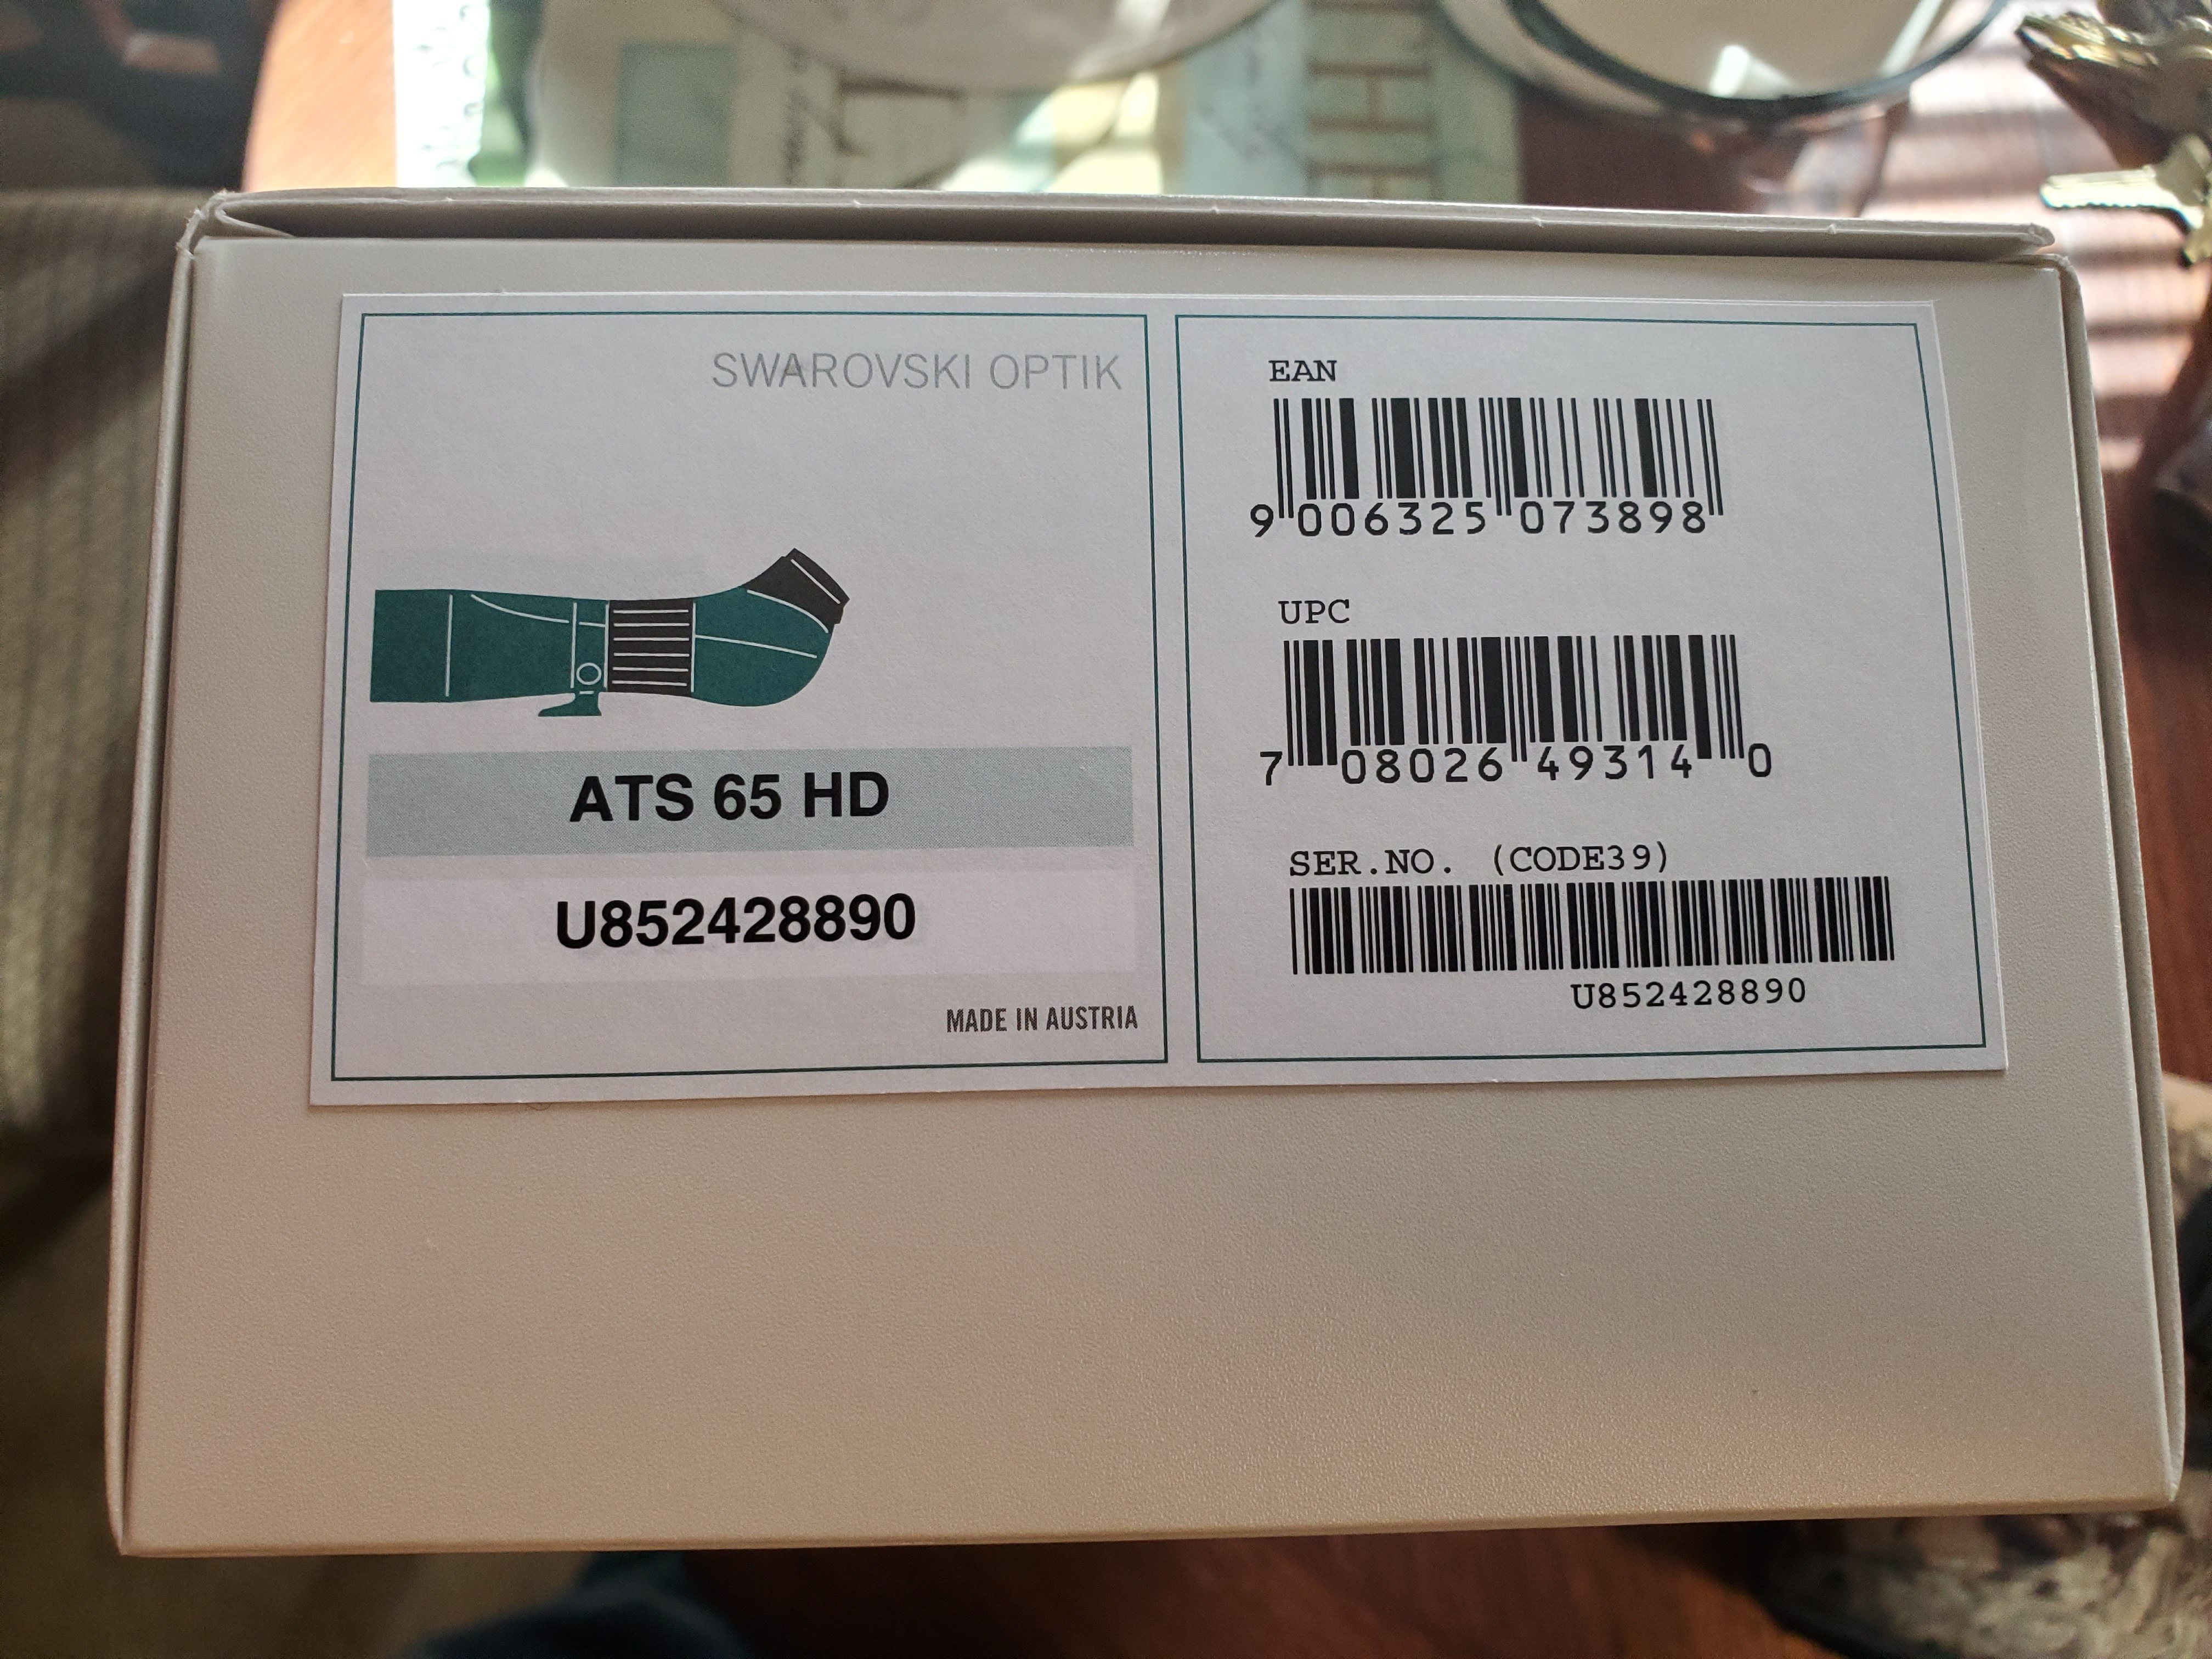 SWAROVSKI OPTIK
ATS 65 HD
U852428890
MADE IN AUSTRIA
EAN
9 006325 073898
UPC
7 08026 49314 0
SER.NO. (CODE39)
U852428890